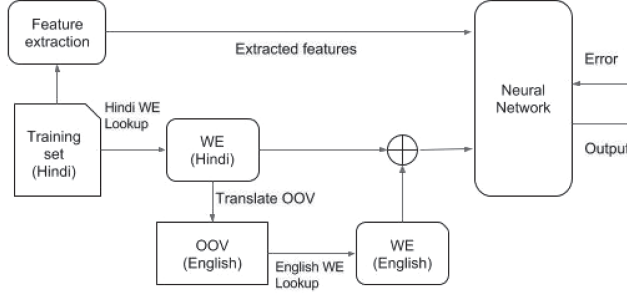 Feature
extraction
Extracted features
Neural
Network
Error
Output
Training
set
(Hindi)
Hindi WE
Lookup
WE
(Hindi)
Translate OOV
OOV
(English)
English WE
Lookup
WE
(English)